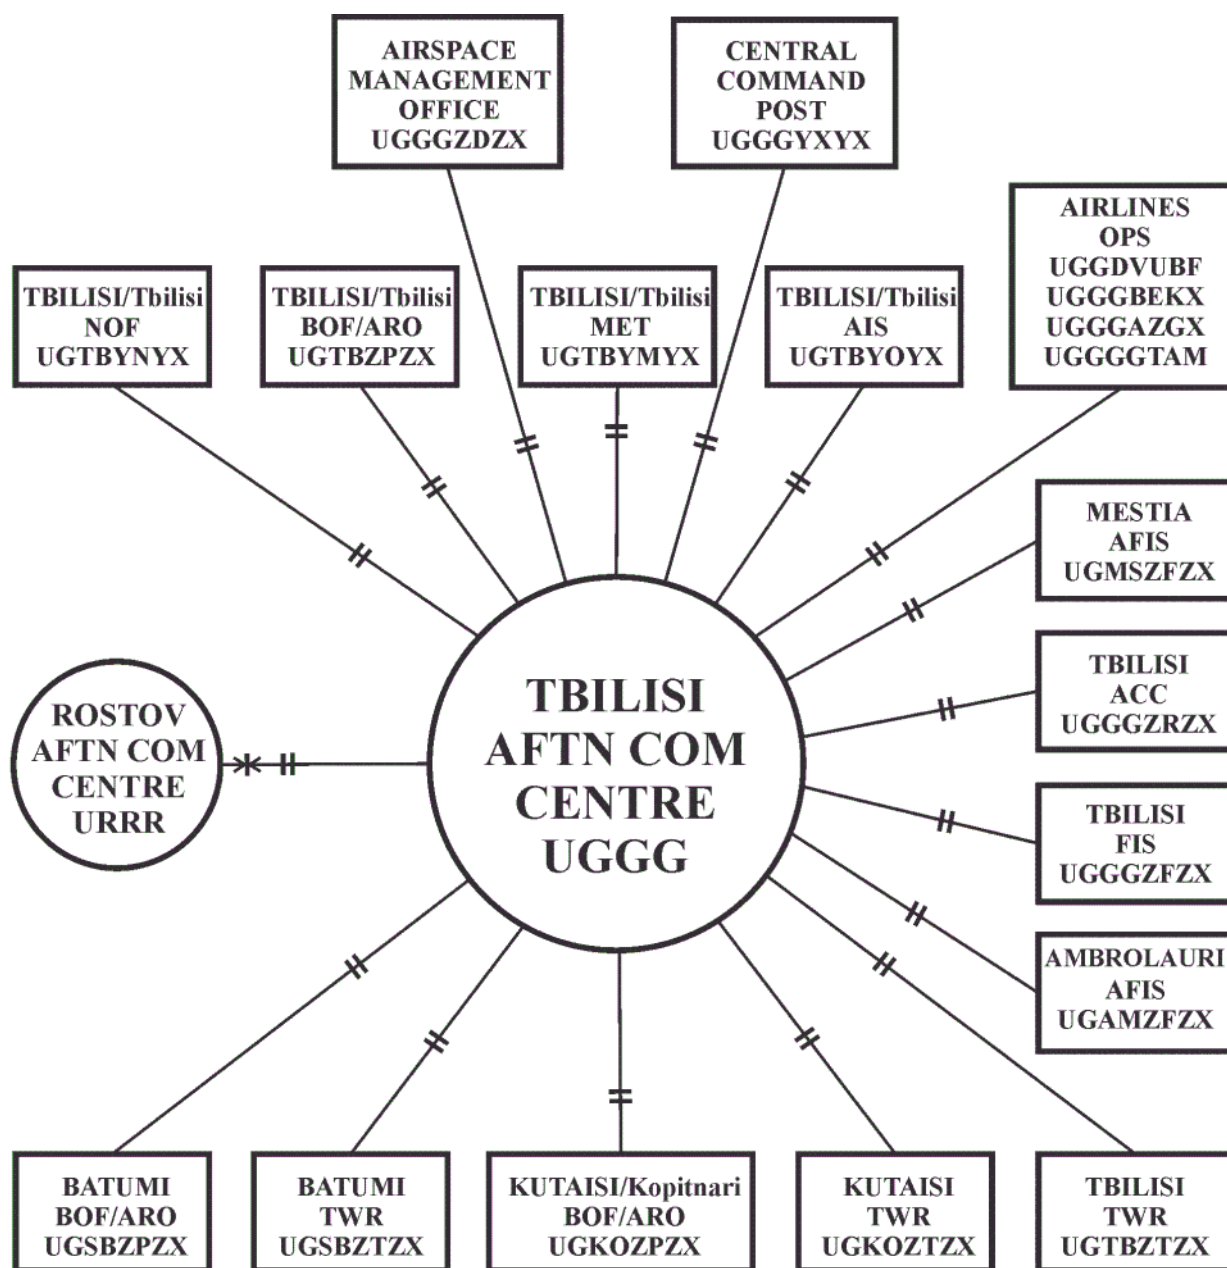 AIRSPACE
MANAGEMENT
OFFICE
UGGGZDZX
CENTRAL
COMMAND
POST
UGGGYXYX
AIRLINES
OPS
UGGDVUBF
UGGGBEKX
UGGGAZGX
UGGGGTAM
TBILISI/Tbilisi
NOF
UGTBYNYX
TBILISI/Tbilisi
BOF/ARO
UGTBZPZX
TBILISI/Tbilisi
MET
UGTBYMYX
TBILISI/Tbilisi
AIS
UGTBYOYX
MESTIA
AFIS
UGMSZFZX
TBILISI
ACC
UGGGZRZX
ROSTOV
AFTN COM
CENTRE
URRR
TBILISI
AFTN COM
CENTRE
UGGG
TBILISI
FIS
UGGGZFZX
AMBROLAURI
AFIS
UGAMZFZX
BATUMI
BOF/ARO
UGSBZPZX
BATUMI
TWR
UGSBZTZX
KUTAISI/Kopitnari
BOF/ARO
UGKOZPZX
KUTAISI
TWR
UGKOZTZX
TBILISI
TWR
UGTBZTZX